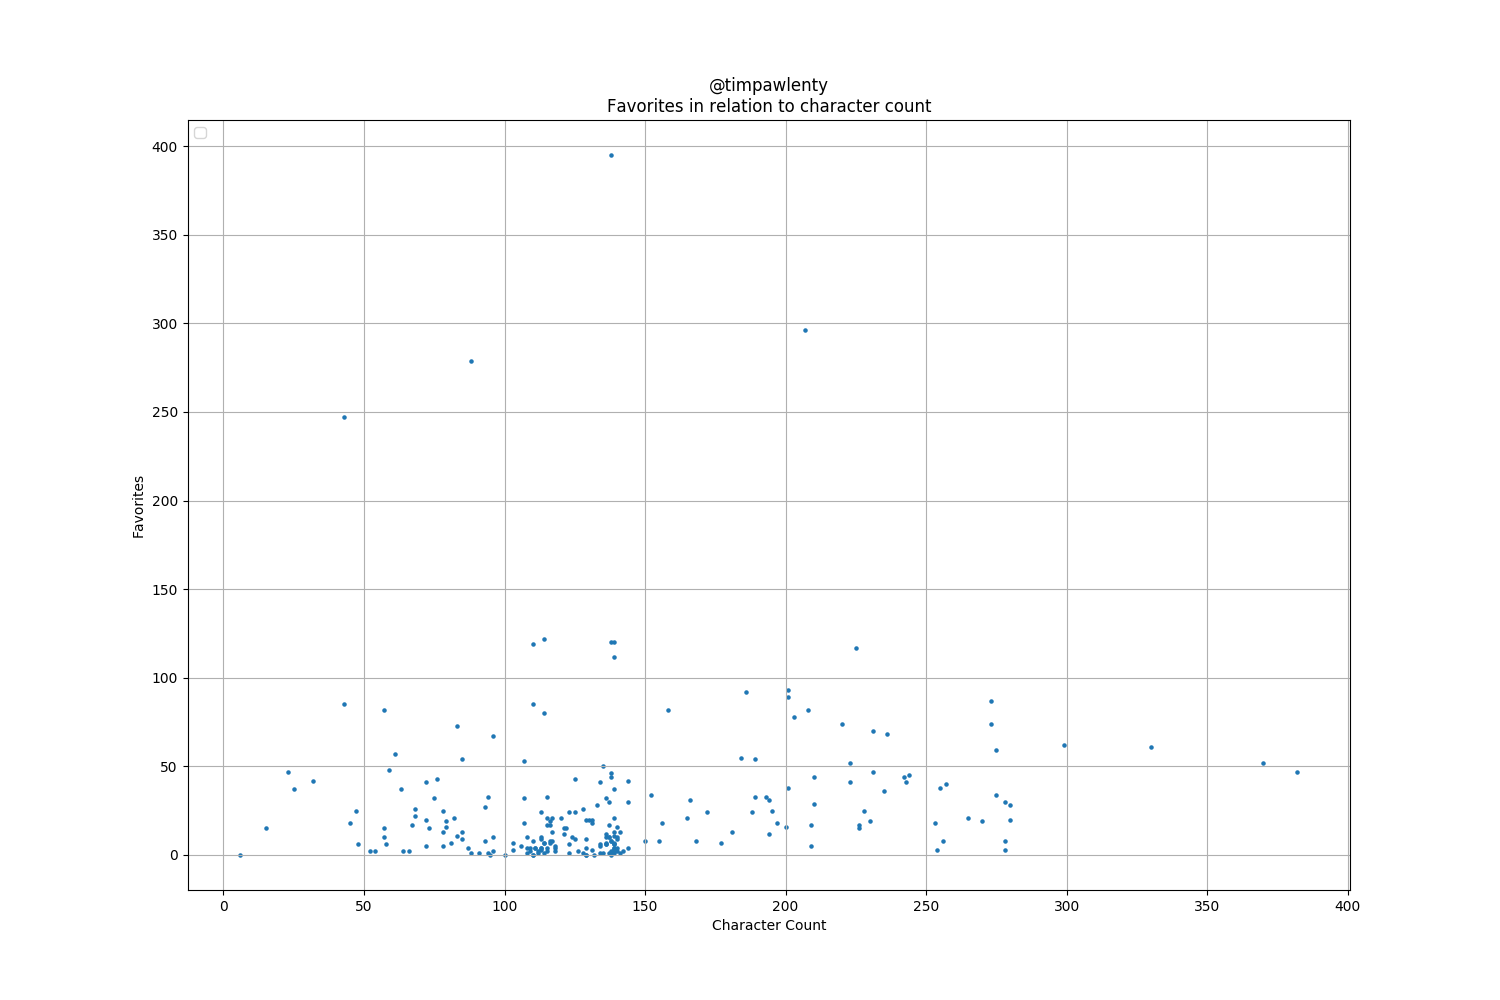 @timpawlenty
Favorites in relation to character count
400
350
300
250
200
150
100
50
0
Favorites
0 50 100 150 200 250 300 350 400
Character Count